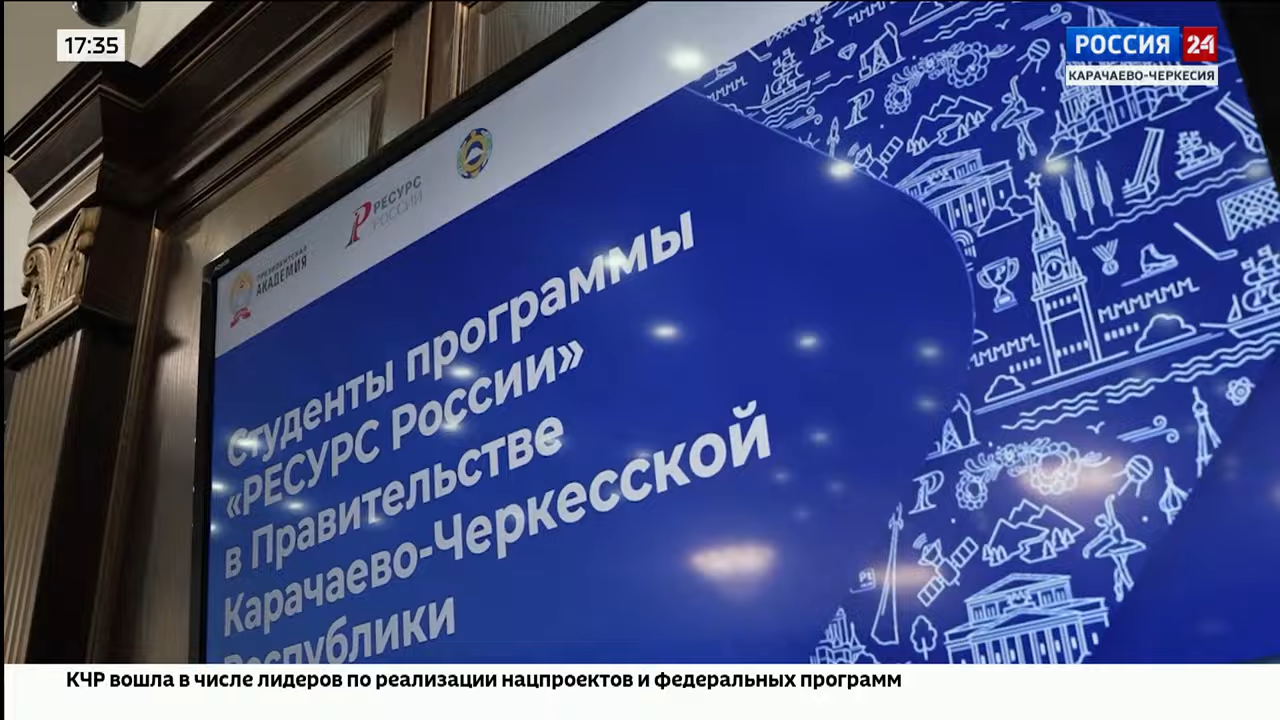 17:35
РОССИЯ 24
КАРАЧАЕВО-ЧЕРКЕСИЯ
ПРЕЗИДЕНТСКАЯ
АКАДЕМИЯ
РЕСУРС
РОССИИ
Студенты программы
«РЕСУРС России»
в Правительстве
Карачаево-Черкесской
Республики
КЧР вошла в числе лидеров по реализации нацпроектов и федеральных программ